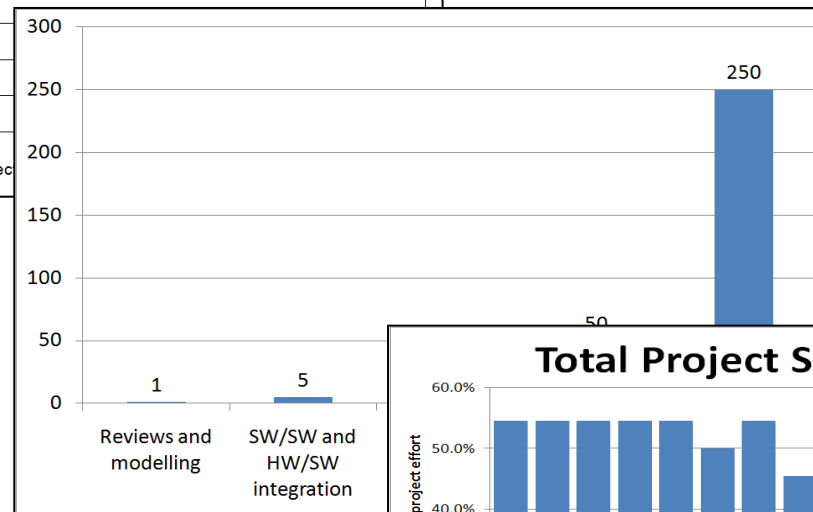 300
250
250
200
150
100
50
50
0
1
5
Reviews and
modelling
SW/SW and
HW/SW
integration
Total Project S
60.0%
50.0%
40.0%
project effort